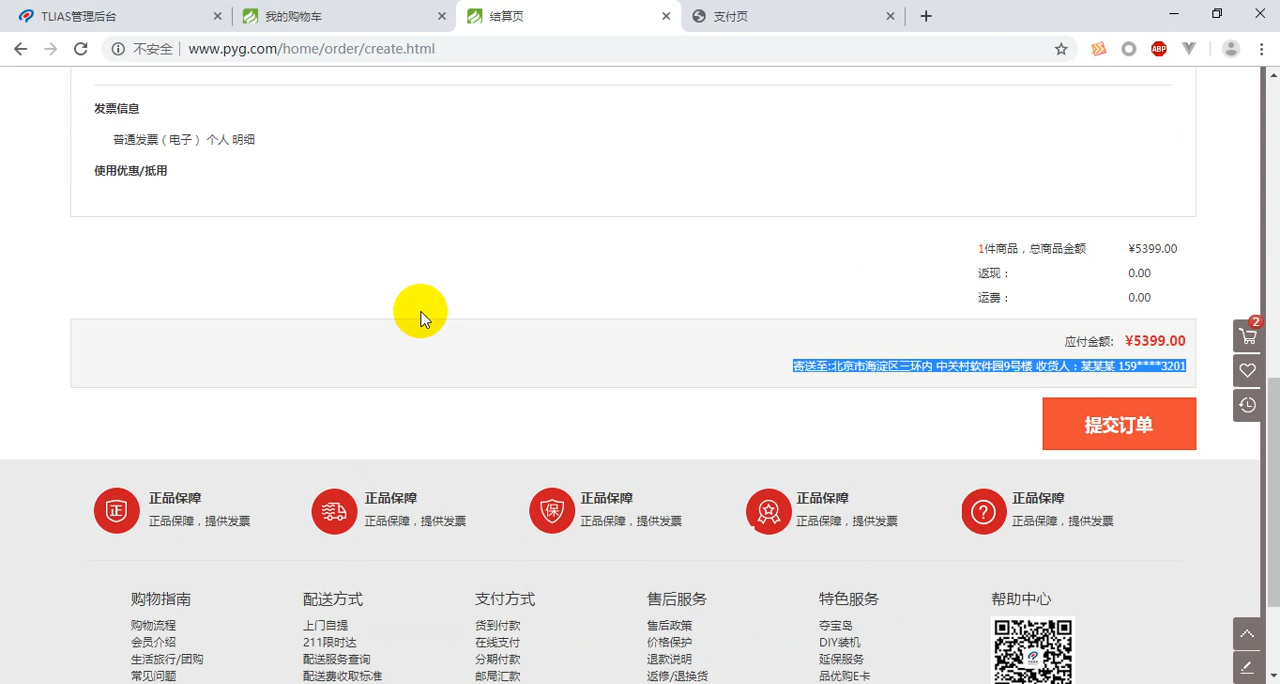 TLIAS管理后台
我的购物车
结算页
支付页
不安全
www.pyg.com/home/order/create.html
ABP
发票信息
普通发票（电子） 个人 明细
使用优惠/抵用
1件商品，总商品金额 ¥5399.00
返现： 0.00
运费： 0.00
应付金额: ¥5399.00
寄送至:北京市海淀区三环内 中关村软件园9号楼 收货人：某某某 159****3201
2
提交订单
正 正品保障
正品保障，提供发票
正品保障
正品保障，提供发票
保 正品保障
正品保障，提供发票
正品保障
正品保障，提供发票
? 正品保障
正品保障，提供发票
购物指南
购物流程
会员介绍
生活旅行/团购
常见问题
配送方式
上门自提
211限时达
配送服务查询
配送费收取标准
支付方式
货到付款
在线支付
分期付款
邮局汇款
售后服务
售后政策
价格保护
退款说明
返修/退换货
特色服务
夺宝岛
DIY装机
延保服务
品优购E卡
帮助中心